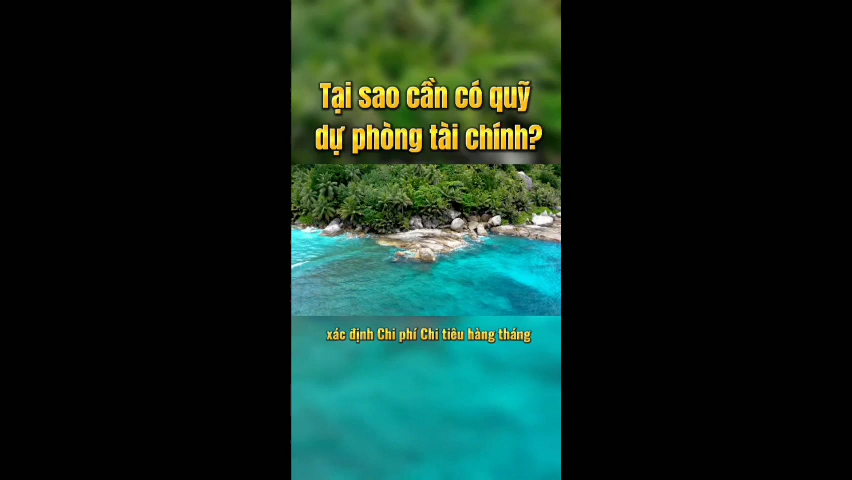 Tại sao cần có quỹ
dự phòng tài chính?
xác định Chi phí Chi tiêu hàng tháng